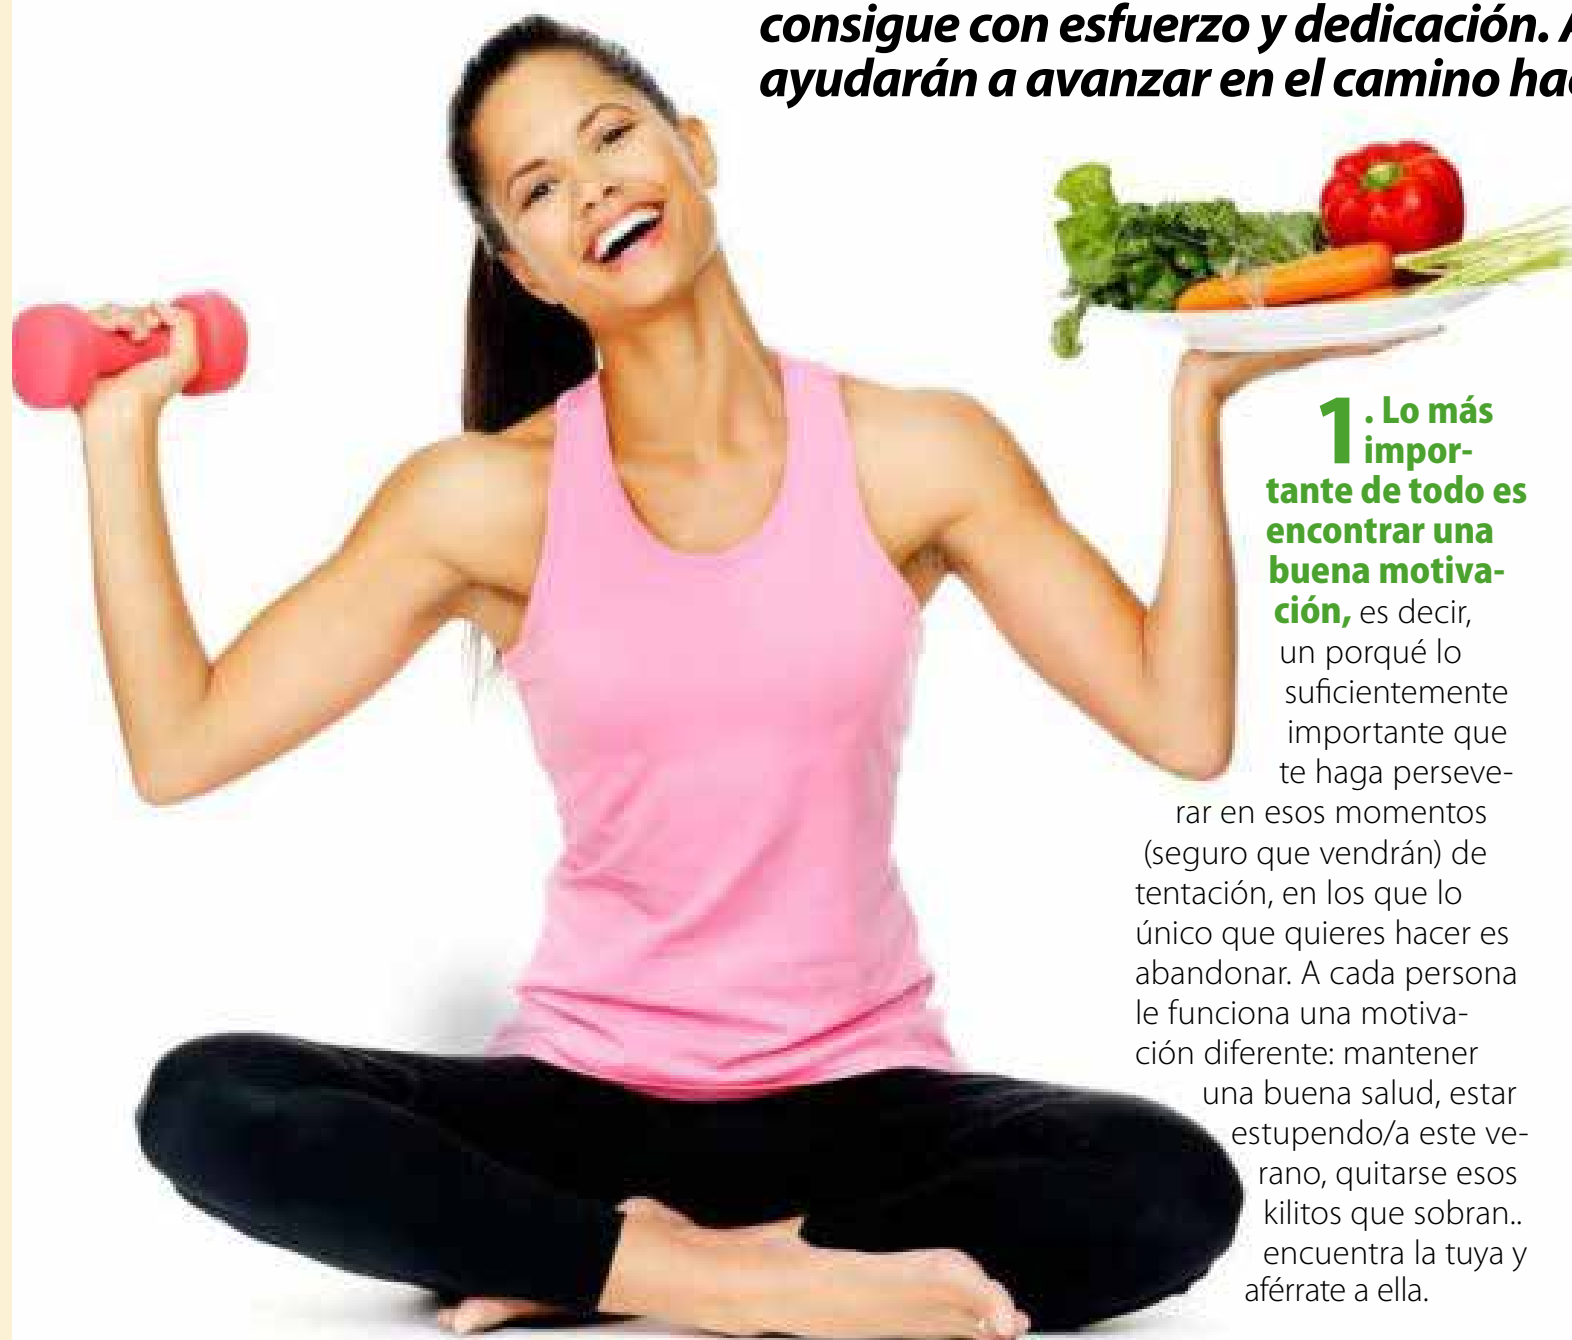 consigue con esfuerzo y dedicación.
ayudarán a avanzar en el camino
1. Lo más
impor-
tante de todo es
encontrar una
buena motiva-
ción, es decir,
un porqué lo
suficientemente
importante que
te haga perseve-
rar en esos momentos
(seguro que vendrán) de
tentación, en los que lo
único que quieres hacer es
abandonar. A cada persona
le funciona una motiva-
ción diferente: mantener
una buena salud, estar
estupendo/a este ve-
rano, quitarse esos
kilitos que sobran..
encuentra la tuya y
aférrate a ella.